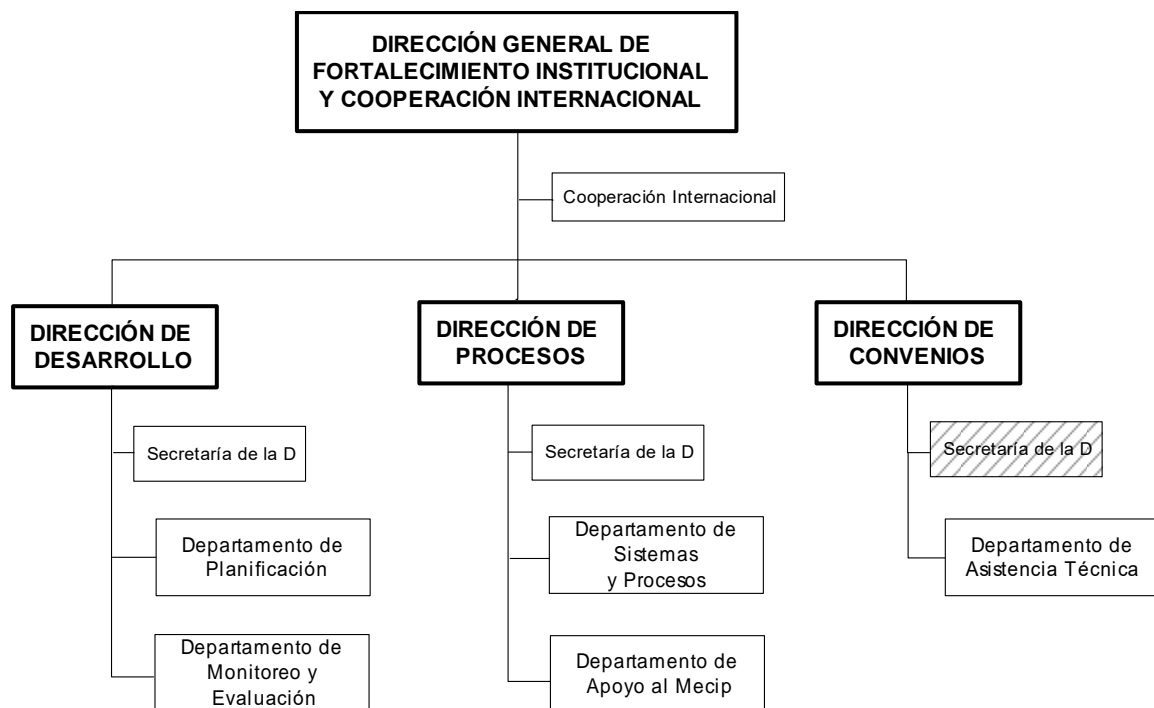 DIRECCIÓN GENERAL DE
FORTALECIMIENTO INSTITUCIONAL
Y COOPERACIÓN INTERNACIONAL
Cooperación Internacional
DIRECCIÓN DE
DESARROLLO
Secretaría de la D
Departamento de
Planificación
Departamento de
Monitoreo y
Evaluación
DIRECCIÓN DE
PROCESOS
Secretaría de la D
Departamento de
Sistemas
y Procesos
Departamento de
Apoyo al Mecip
DIRECCIÓN DE
CONVENIOS
Secretaría de la D
Departamento de
Asistencia Técnica